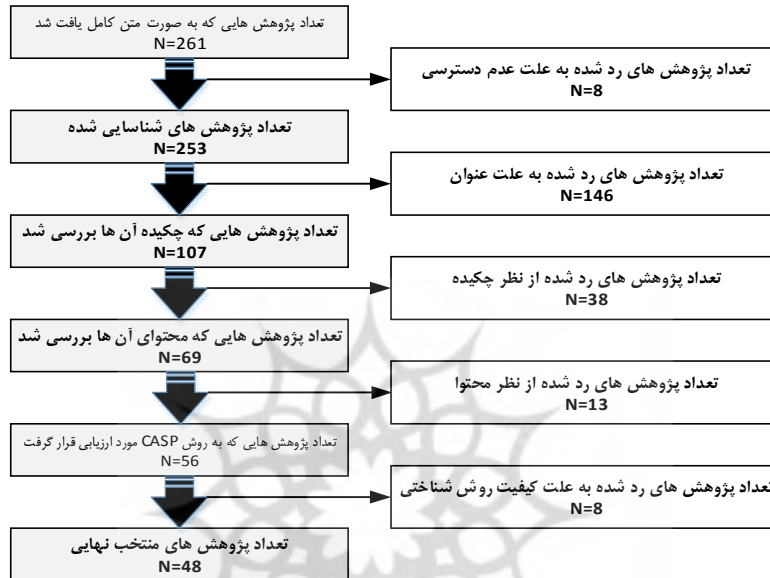 تعداد پژوهش هایی که به صورت متن کامل یافت شد
N=261
تعداد پژوهش های رد شده به علت عدم دسترسی
N=8
تعداد پژوهش های شناسایی شده
N=253
تعداد پژوهش های رد شده به علت عنوان
N=146
تعداد پژوهش هایی که چکیده آن ها بررسی شد
N=107
تعداد پژوهش های رد شده از نظر چکیده
N=38
تعداد پژوهش هایی که محتوای آن ها بررسی شد
N=69
تعداد پژوهش های رد شده از نظر محتوا
N=13
تعداد پژوهش هایی که به روش CASP مورد ارزیابی قرار گرفت
N=56
تعداد پژوهش های رد شده به علت کیفیت روش شناختی
N=8
تعداد پژوهش های منتخب نهایی
N=48